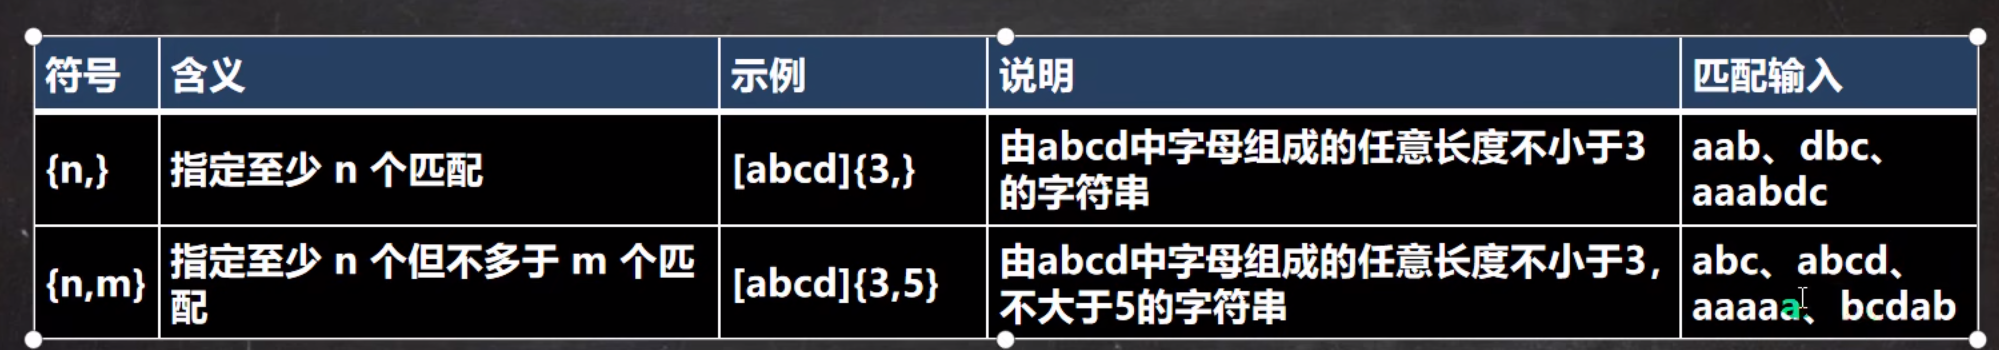 符号 含义 示例 说明 匹配输入
{n,} 指定至少 n 个匹配 [abcd]{3,} 由abcd中字母组成的任意长度不小于3
的字符串
aab、dbc、
aaabdc
{n,m} 指定至少 n 个但不多于 m 个匹
配
[abcd]{3,5} 由abcd中字母组成的任意长度不小于3,
不大于5的字符串
abc、abcd、
aaaaaa、bcdab